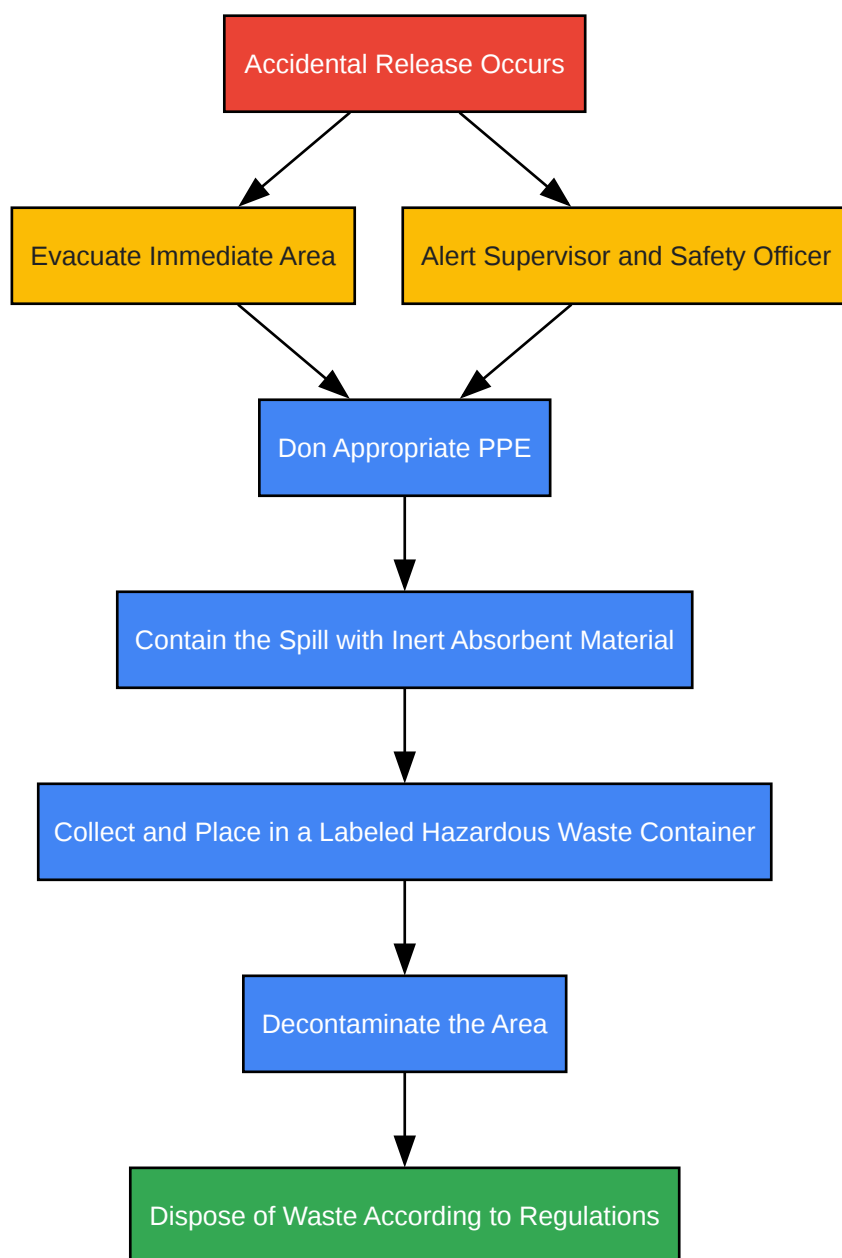 Accidental Release Occurs
Evacuate Immediate Area
Alert Supervisor and Safety Officer
Don Appropriate PPE
Contain the Spill with Inert Absorbent Material
Collect and Place in a Labeled Hazardous Waste Container
Decontaminate the Area
Dispose of Waste According to Regulations